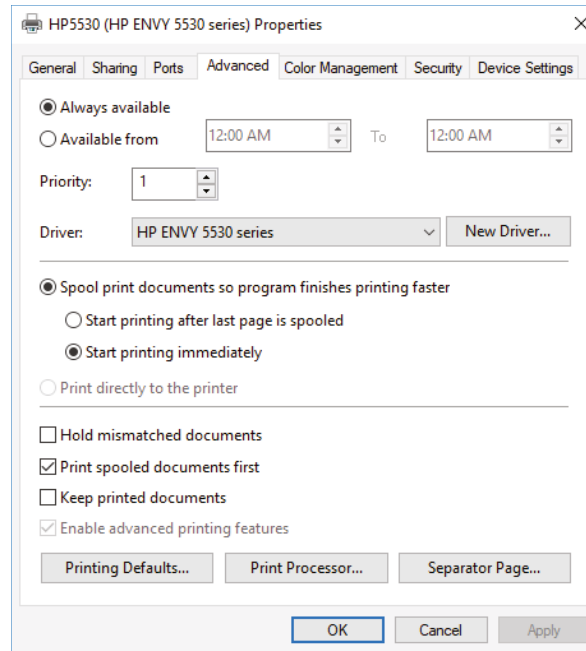 HP5530 (HP ENVY 5530 series) Properties
General Sharing Ports Advanced Color Management Security Device Settings
Always available
Available from 12:00 AM To 12:00 AM
Priority: 1
Driver: HP ENVY 5530 series New Driver...
Spool print documents so program finishes printing faster
Start printing after last page is spooled
Start printing immediately
Print directly to the printer
Hold mismatched documents
Print spooled documents first
Keep printed documents
Enable advanced printing features
Printing Defaults... Print Processor... Separator Page...
OK Cancel Apply